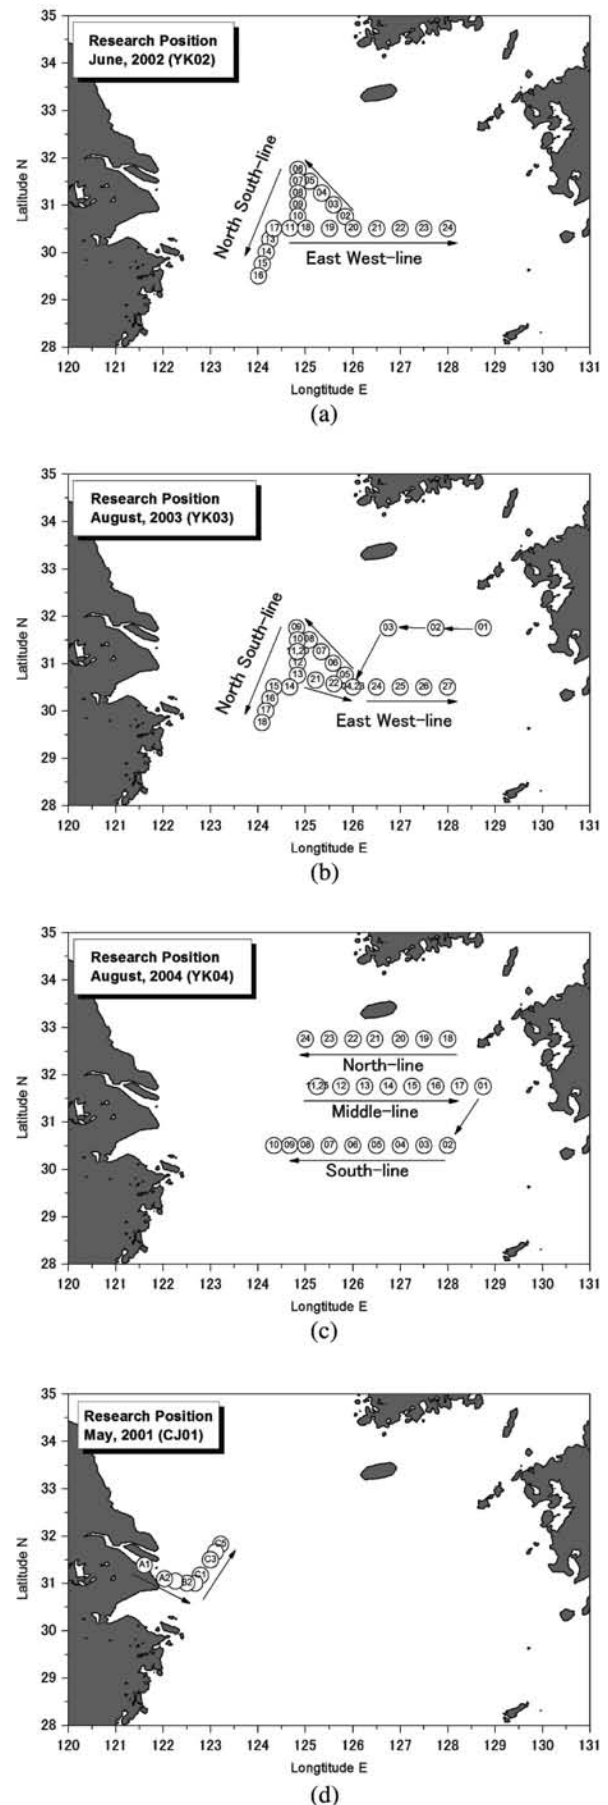 35
34
33
32
31
30
29
28
Latitude N
Research Position
June, 2002 (YK02)
North South-line
06
07 05
08 04
09 03
10 02
17 11 18 19 20 21 22 23 24
13
14
15
16
East West-line
120 121 122 123 124 125 126 127 128 129 130 131
Longtitude E
(a)
35
34
33
32
31
30
29
28
Latitude N
Research Position
August, 2003 (YK03)
North South-line
03 02 01
09
10 08
11,20 07
12 06
13 21 22 05
15 14 04,23 24 25 26 27
16
17
18
East West-line
120 121 122 123 124 125 126 127 128 129 130 131
Longtitude E
(b)
35
34
33
32
31
30
29
28
Latitude N
Research Position
August, 2004 (YK04)
24 23 22 21 20 19 18
North-line
11,25 12 13 14 15 16 17 01
Middle-line
10 09 08 07 06 05 04 03 02
South-line
120 121 122 123 124 125 126 127 128 129 130 131
Longtitude E
(c)
35
34
33
32
31
30
29
28
Latitude N
Research Position
May, 2001 (CJ01)
C5
C3
A1
C1
A2 B2
120 121 122 123 124 125 126 127 128 129 130 131
Longtitude E
(d)